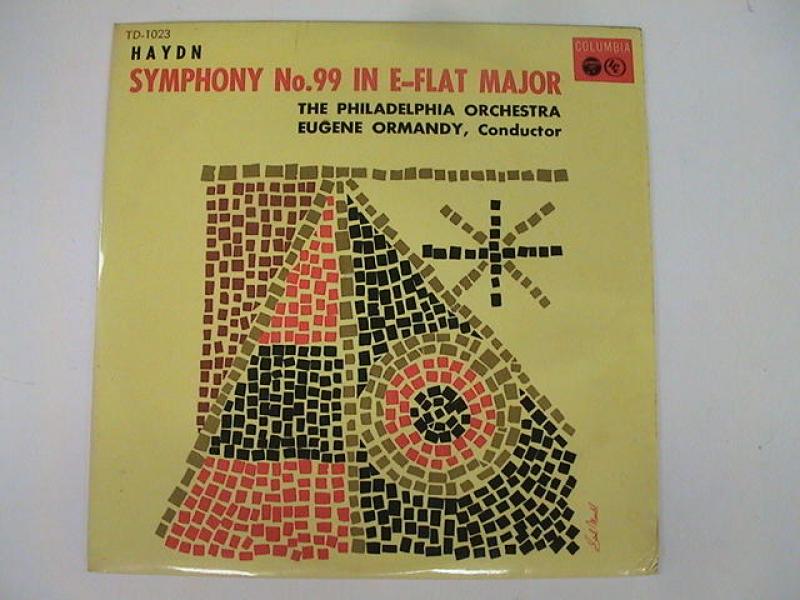 TD-1023
HAYDN
COLUMBIA
SYMPHONY No.99 IN E-FLAT MAJOR
THE PHILADELPHIA ORCHESTRA
EUGENE ORMANDY, Conductor